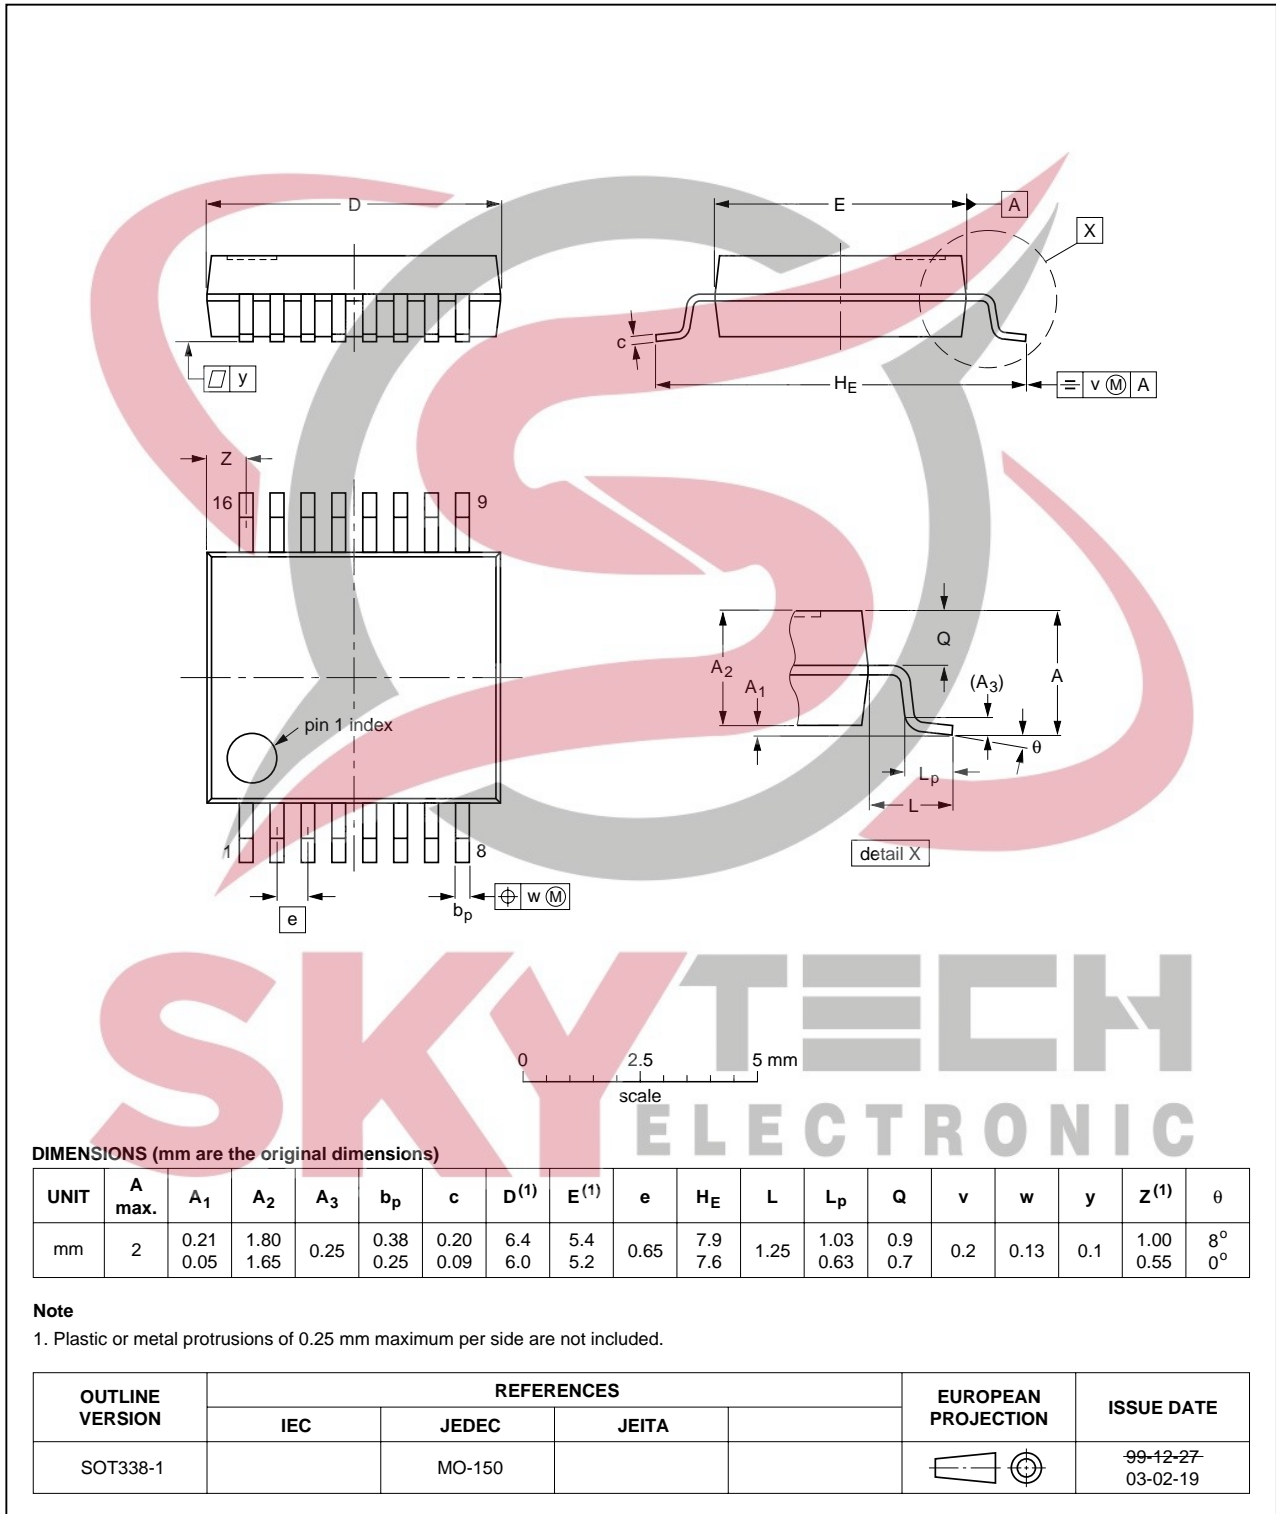 D
E
A
X
c
y
HE
v M A
Z
16
9
pin 1 index
1
8
e
bp
w M
A2
A1
Q
(A3)
A
θ
Lp
L
detail X
SKYTECH
ELECTRONIC
0 2.5 5 mm
scale
DIMENSIONS (mm are the original dimensions)
UNIT A max. A1 A2 A3 bp c D(1) E(1) e HE L Lp Q v w y Z(1) θ
mm 2 0.21 0.05 1.80 1.65 0.25 0.38 0.25 0.20 0.09 6.4 6.0 5.4 5.2 0.65 7.9 7.6 1.25 1.03 0.63 0.9 0.7 0.2 0.13 0.1 1.00 0.55 8° 0°
Note
1. Plastic or metal protrusions of 0.25 mm maximum per side are not included.
OUTLINE VERSION REFERENCES EUROPEAN PROJECTION ISSUE DATE
IEC JEDEC JEITA
SOT338-1 MO-150 99-12-27
03-02-19